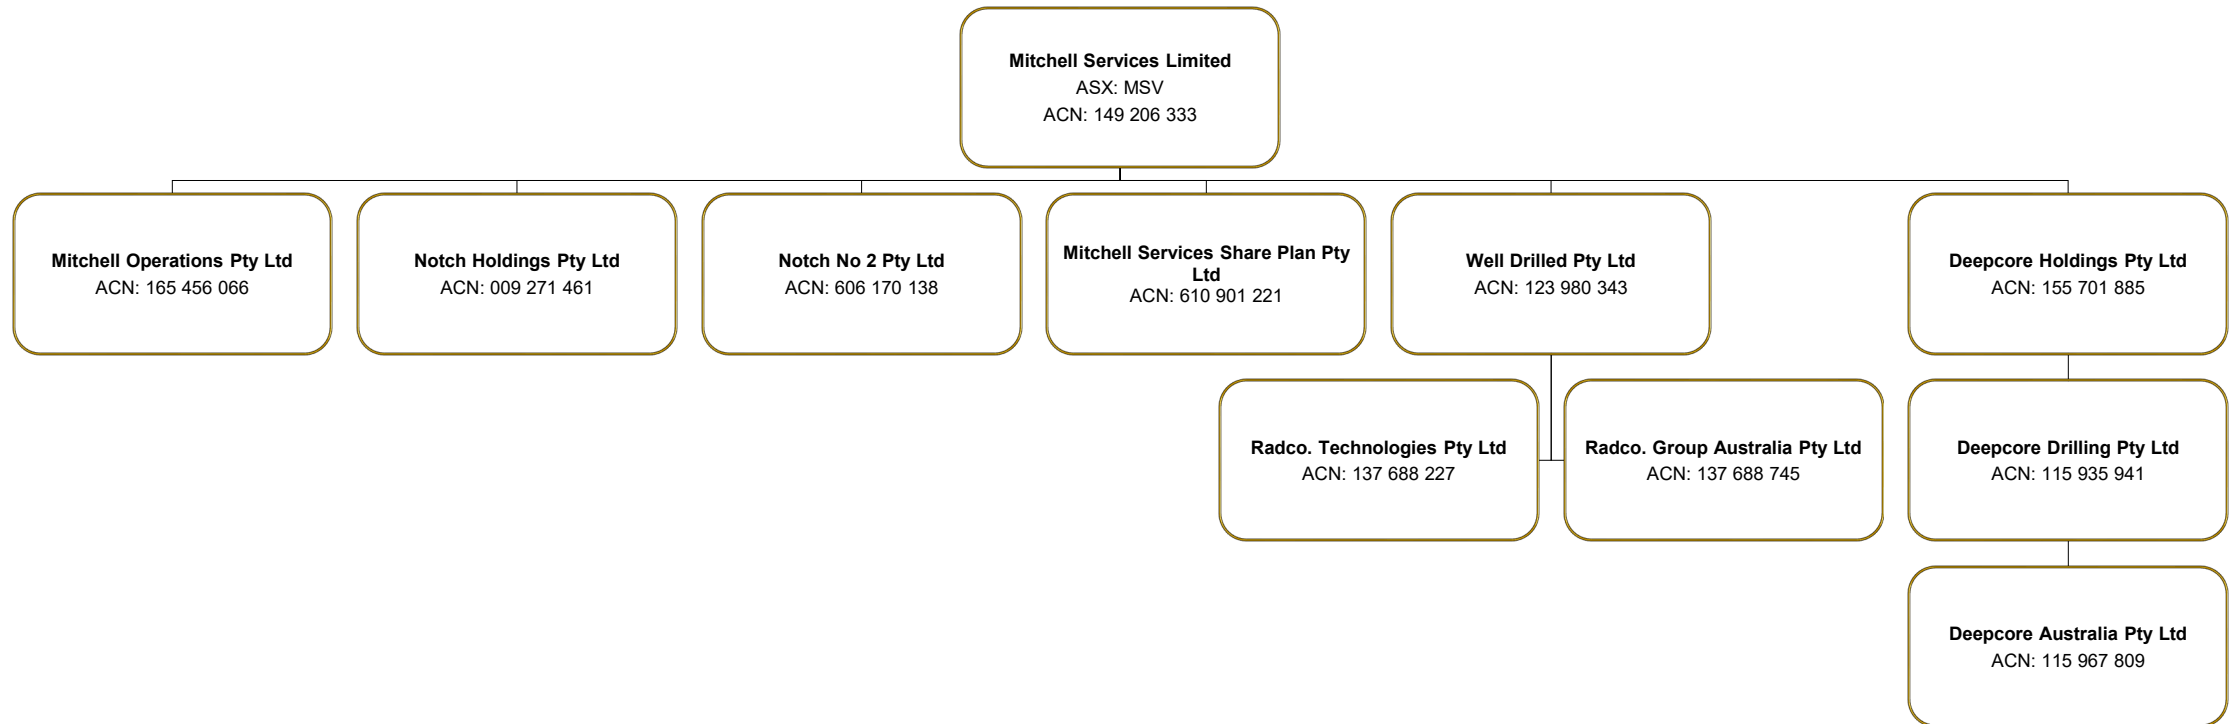 Mitchell Services Limited
ASX: MSV
ACN: 149 206 333
Mitchell Operations Pty Ltd
ACN: 165 456 066
Notch Holdings Pty Ltd
ACN: 009 271 461
Notch No 2 Pty Ltd
ACN: 606 170 138
Mitchell Services Share Plan Pty
Ltd
ACN: 610 901 221
Well Drilled Pty Ltd
ACN: 123 980 343
Deepcore Holdings Pty Ltd
ACN: 155 701 885
Radco. Technologies Pty Ltd
ACN: 137 688 227
Radco. Group Australia Pty Ltd
ACN: 137 688 745
Deepcore Drilling Pty Ltd
ACN: 115 935 941
Deepcore Australia Pty Ltd
ACN: 115 967 809